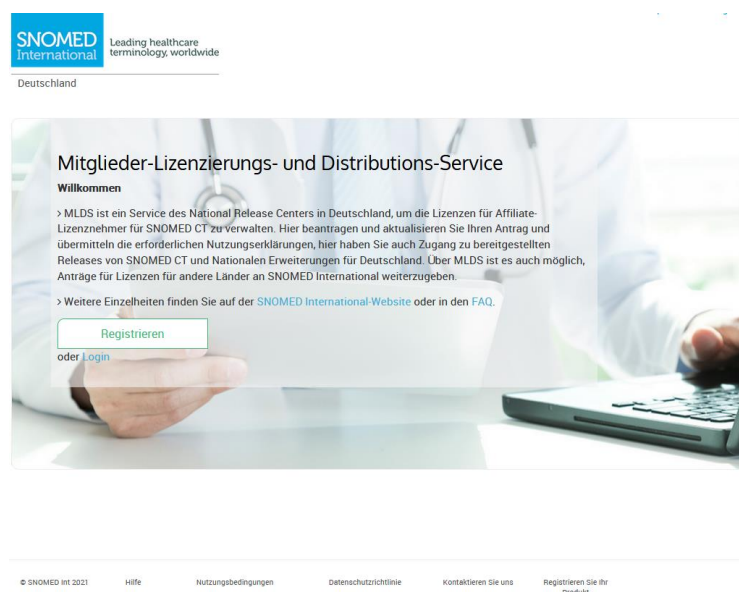 SNOMED
International
Leading healthcare
terminology, worldwide
Deutschland
Mitglieder-Lizenzierungs- und Distributions-Service
Willkommen
> MLDS ist ein Service des National Release Centers in Deutschland, um die Lizenzen für Affiliate-
Lizenznehmer für SNOMED CT zu verwalten. Hier beantragen und aktualisieren Sie Ihren Antrag und
übermitteln die erforderlichen Nutzungserklärungen, hier haben Sie auch Zugang zu bereitgestellten
Releases von SNOMED CT und Nationalen Erweiterungen für Deutschland. Über MLDS ist es auch möglich,
Anträge für Lizenzen für andere Länder an SNOMED International weiterzugeben.
> Weitere Einzelheiten finden Sie auf der SNOMED International-Website oder in den FAQ.
Registrieren
oder Login
© SNOMED Int 2021 Hilfe Nutzungsbedingungen Datenschutzrichtlinie Kontaktieren Sie uns Registrieren Sie Ihr
Produkt